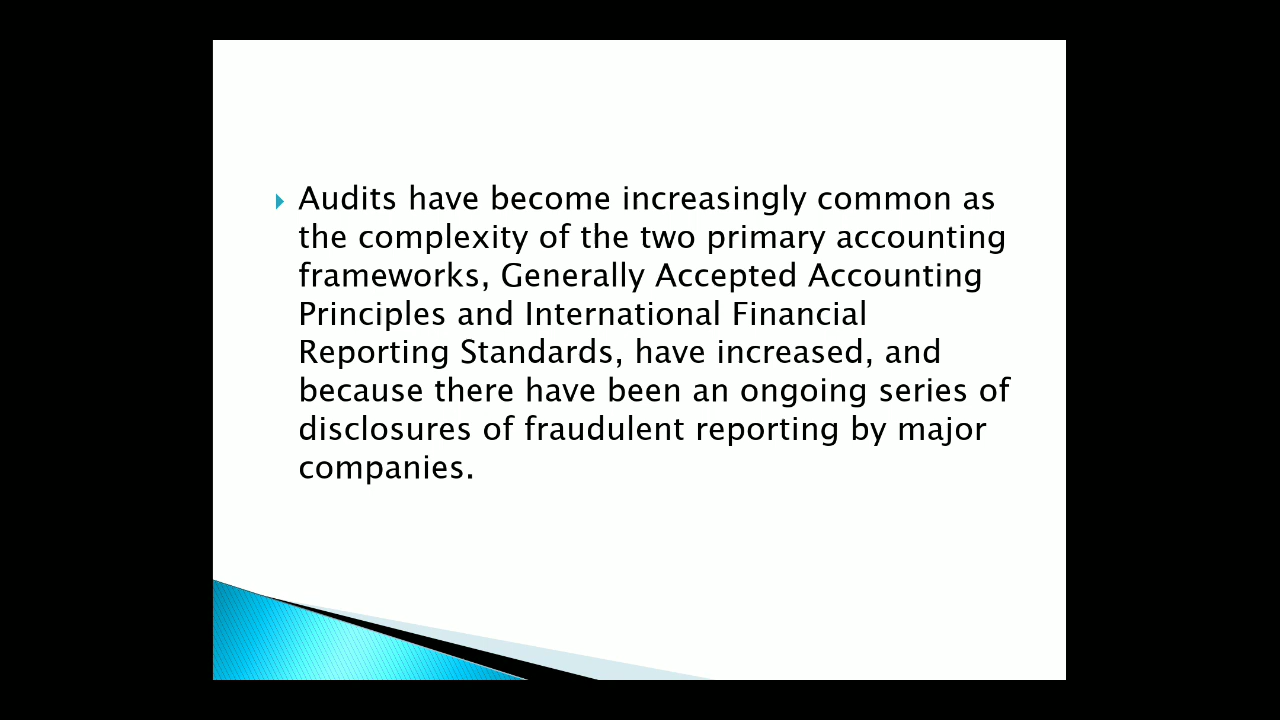 Audits have become increasingly common as
the complexity of the two primary accounting
frameworks, Generally Accepted Accounting
Principles and International Financial
Reporting Standards, have increased, and
because there have been an ongoing series of
disclosures of fraudulent reporting by major
companies.